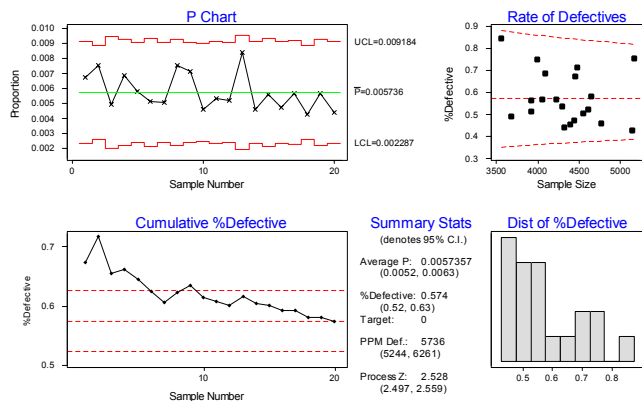 P Chart
Rate of Defectives
0.010
0.009
0.008
0.007
0.006
0.005
0.004
0.003
0.002
Proportion
0
10
20
Sample Number
UCL=0.009184
P=0.005736
LCL=0.002287
0.9
0.8
0.7
0.6
0.5
0.4
0.3
%Defective
3500
4000
4500
5000
Sample Size
Cumulative %Defective
0.7
0.6
0.5
%Defective
10
20
Sample Number
Summary Stats
(denotes 95% C.I.)
Average P: 0.0057357
(0.0052, 0.0063)
%Defective: 0.574
(0.52, 0.63)
Target: 0
PPM Def.: 5736
(5244, 6261)
Process Z: 2.528
(2.497, 2.559)
Dist of %Defective
0.5 0.6 0.7 0.8